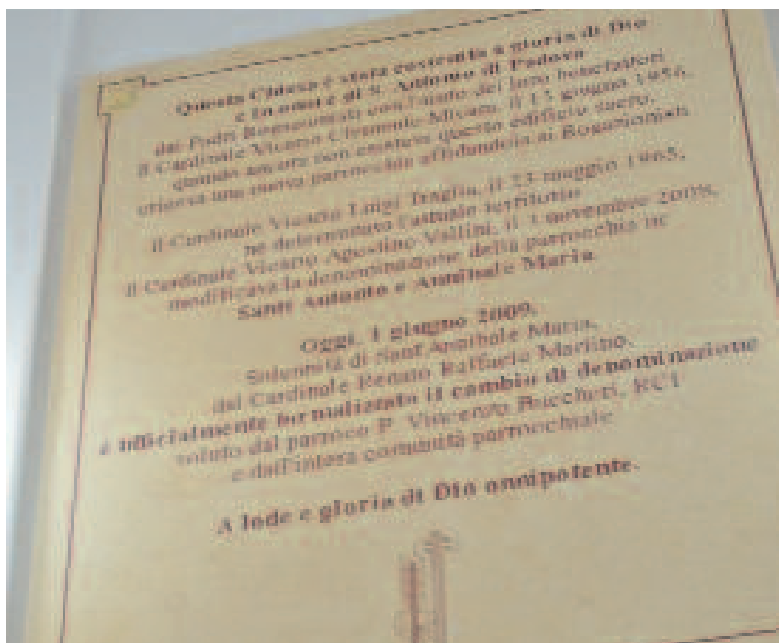 Questa Chiesa è stata costruita a gloria di Dio
e in onore di S. Antonio di Padova
dai Padri Rogazionisti con l'aiuto dei loro benefattori
Il Cardinale Vicario Clemente Micara, il 13 giugno 1956,
quando ancora non esisteva questo edificio sacro,
erigeva una nuova parrocchia affidandola ai Rogazionisti
Il Cardinale Vicario Luigi Traglia, il 23 maggio 1965,
ne determinava l'attuale territorio
Il Cardinale Vicario Agostino Vallini, il 3 novembre 2008,
modificava la denominazione della parrocchia in:
Santi Antonio e Annibale Maria
Oggi, 1 giugno 2009,
Solennità di Sant'Annibale Maria,
dal Cardinale Renato Raffaele Martino,
è ufficialmente formalizzato il cambio di denominazione
voluto dal parroco P. Vincenzo RCJ
e dall'intera comunità parrocchiale
A lode e gloria di Dio onnipotente.